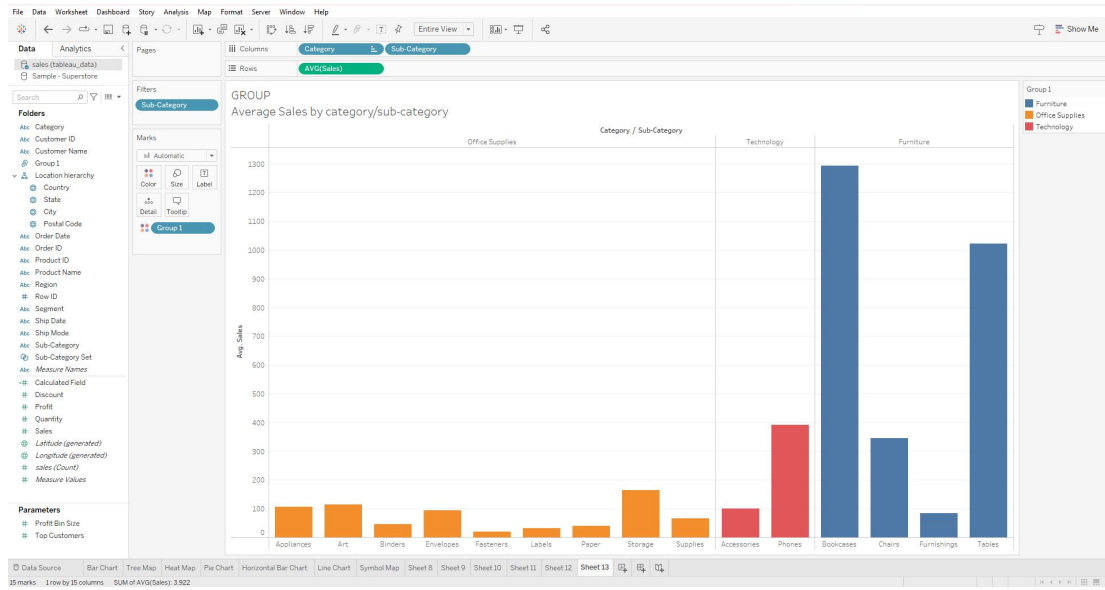 File Data Worksheet Dashboard Story Analysis Map Format Server Window Help
Entire View
Show Me
Data Analytics
sales (tableau_data)
Sample - Superstore
Search
Folders
Abc Category
Abc Customer ID
Abc Customer Name
Group 1
Location hierarchy
Country
State
City
Postal Code
Abc Order Date
Abc Order ID
Abc Product ID
Abc Product Name
Abc Region
# Row ID
Abc Segment
Abc Ship Date
Abc Ship Mode
Abc Sub-Category
Sub-Category Set
Abc Measure Names
=# Calculated Field
# Discount
# Profit
# Quantity
# Sales
Latitude (generated)
Longitude (generated)
# sales (Count)
# Measure Values
Parameters
# Profit Bin Size
# Top Customers
Pages
Filters
Sub-Category
Marks
Automatic
Color Size Label
Detail Tooltip
Group 1
Columns Category Sub-Category
Rows AVG(Sales)
GROUP
Average Sales by category/sub-category
Category / Sub-Category
Office Supplies Technology Furniture
Avg. Sales
1300
1200
1100
1000
900
800
700
600
500
400
300
200
100
0
Appliances Art Binders Envelopes Fasteners Labels Paper Storage Supplies Accessories Phones Bookcases Chairs Furnishings Tables
Group 1
Furniture
Office Supplies
Technology
Data Source Bar Chart Tree Map Heat Map Pie Chart Horizontal Bar Chart Line Chart Symbol Map Sheet 8 Sheet 9 Sheet 10 Sheet 11 Sheet 12 Sheet 13
15 marks 1 row by 15 columns SUM of AVG(Sales): 3,922